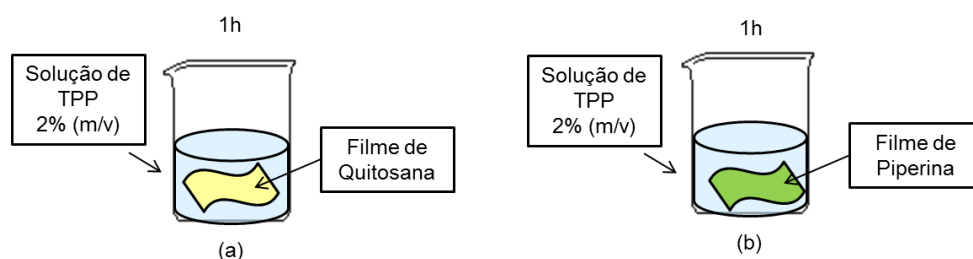 1h
Solução de
TPP
2% (m/v)
Filme de
Quitosana
(a)
1h
Solução de
TPP
2% (m/v)
Filme de
Piperina
(b)